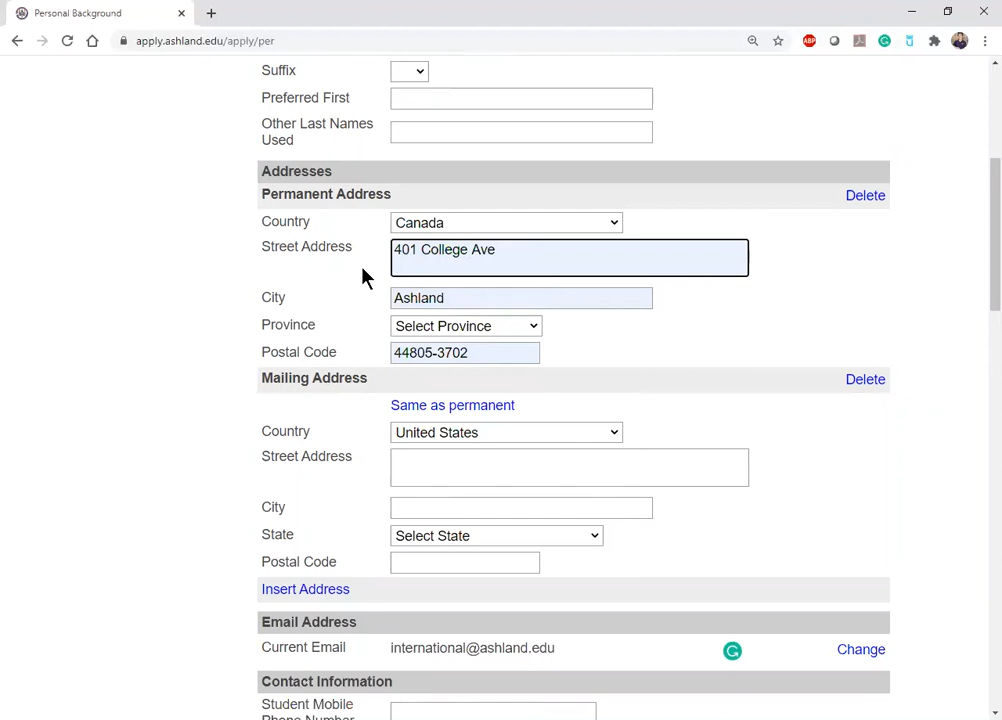 Personal Background
apply.ashland.edu/apply/per
ABP
Suffix
Preferred First
Other Last Names
Used
Addresses
Permanent Address Delete
Country Canada
Street Address 401 College Ave
City Ashland
Province Select Province
Postal Code 44805-3702
Mailing Address Delete
Same as permanent
Country United States
Street Address
City
State Select State
Postal Code
Insert Address
Email Address
Current Email international@ashland.edu Change
Contact Information
Student Mobile
Phone Number